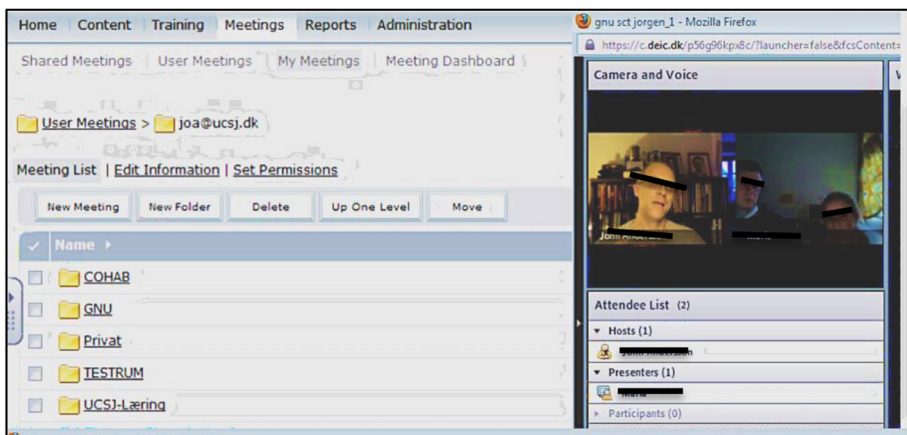 Home Content Training Meetings Reports Administration
Shared Meetings User Meetings My Meetings Meeting Dashboard
User Meetings > joa@ucsj.dk
Meeting List | Edit Information | Set Permissions
New Meeting New Folder Delete Up One Level Move
Name
COHAB
GNU
Privat
TESTRUM
UCSJ-Læring
gnu sct jorgen_1 - Mozilla Firefox
https://c.deic.dk/p56g96kpx8c/?launcher=false&fcsContent=
Camera and Voice
Attendee List (2)
Hosts (1)
Presenters (1)
Participants (0)